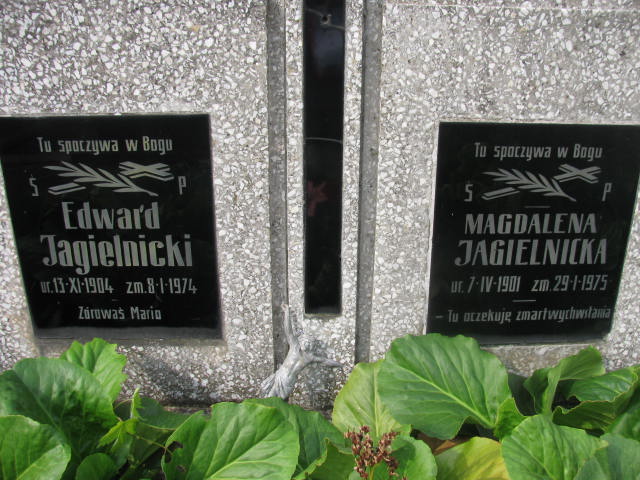 Tu spoczywa w Bogu
Ś P
Edward
Jagielnicki
ur. 13·XI·1904 zm. 8·I·1974
Zdrowaś Mario
Tu spoczywa w Bogu
Ś P
MAGDALENA
JAGIELNICKA
ur. 7·IV·1901 zm. 29·I·1975
– Tu oczekuję zmartwychwstania